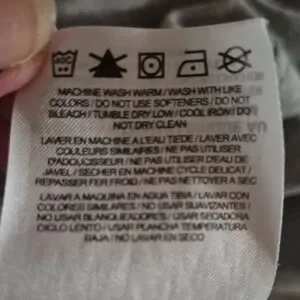 40C
MACHINE WASH WARM / WASH WITH LIKE
COLORS / DO NOT USE SOFTENERS / DO NOT
BLEACH / TUMBLE DRY LOW / COOL IRON / DO
NOT DRY CLEAN
LAVER EN MACHINE A L'EAU TIEDE / LAVER AVEC
COULEURS SIMILAIRES / NE PAS UTILISER
D'ADOUCISSEUR / NE PAS UTILISER D'EAU DE
JAVEL / SECHER EN MACHINE CYCLE DELICAT /
REPASSER FER FROID / NE PAS NETTOYER A SEC
LAVAR A MAQUINA EN AGUA TIBIA / LAVAR CON
COLORES SIMILARES / NO USAR SUAVIZANTES /
NO USAR BLANQUEADORES / USAR SECADORA
CICLO LENTO / USAR PLANCHA TEMPERATURA
BAJA / NO LAVAR EN SECO